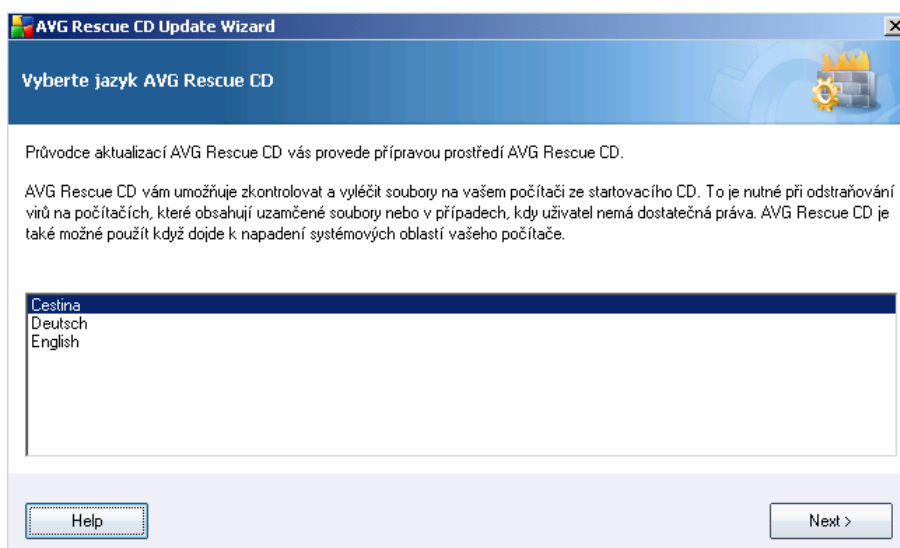 AVG Rescue CD Update Wizard
Vyberte jazyk AVG Rescue CD
Průvodce aktualizací AVG Rescue CD vás provede přípravou prostředí AVG Rescue CD.
AVG Rescue CD vám umožňuje zkontrolovat a vyléčit soubory na vašem počítači ze startovacího CD. To je nutné při odstraňování
virů na počítačích, které obsahují uzamčené soubory nebo v případech, kdy uživatel nemá dostatečná práva. AVG Rescue CD je
také možné použít když dojde k napadení systémových oblastí vašeho počítače.
Cestina
Deutsch
English
Help
Next >